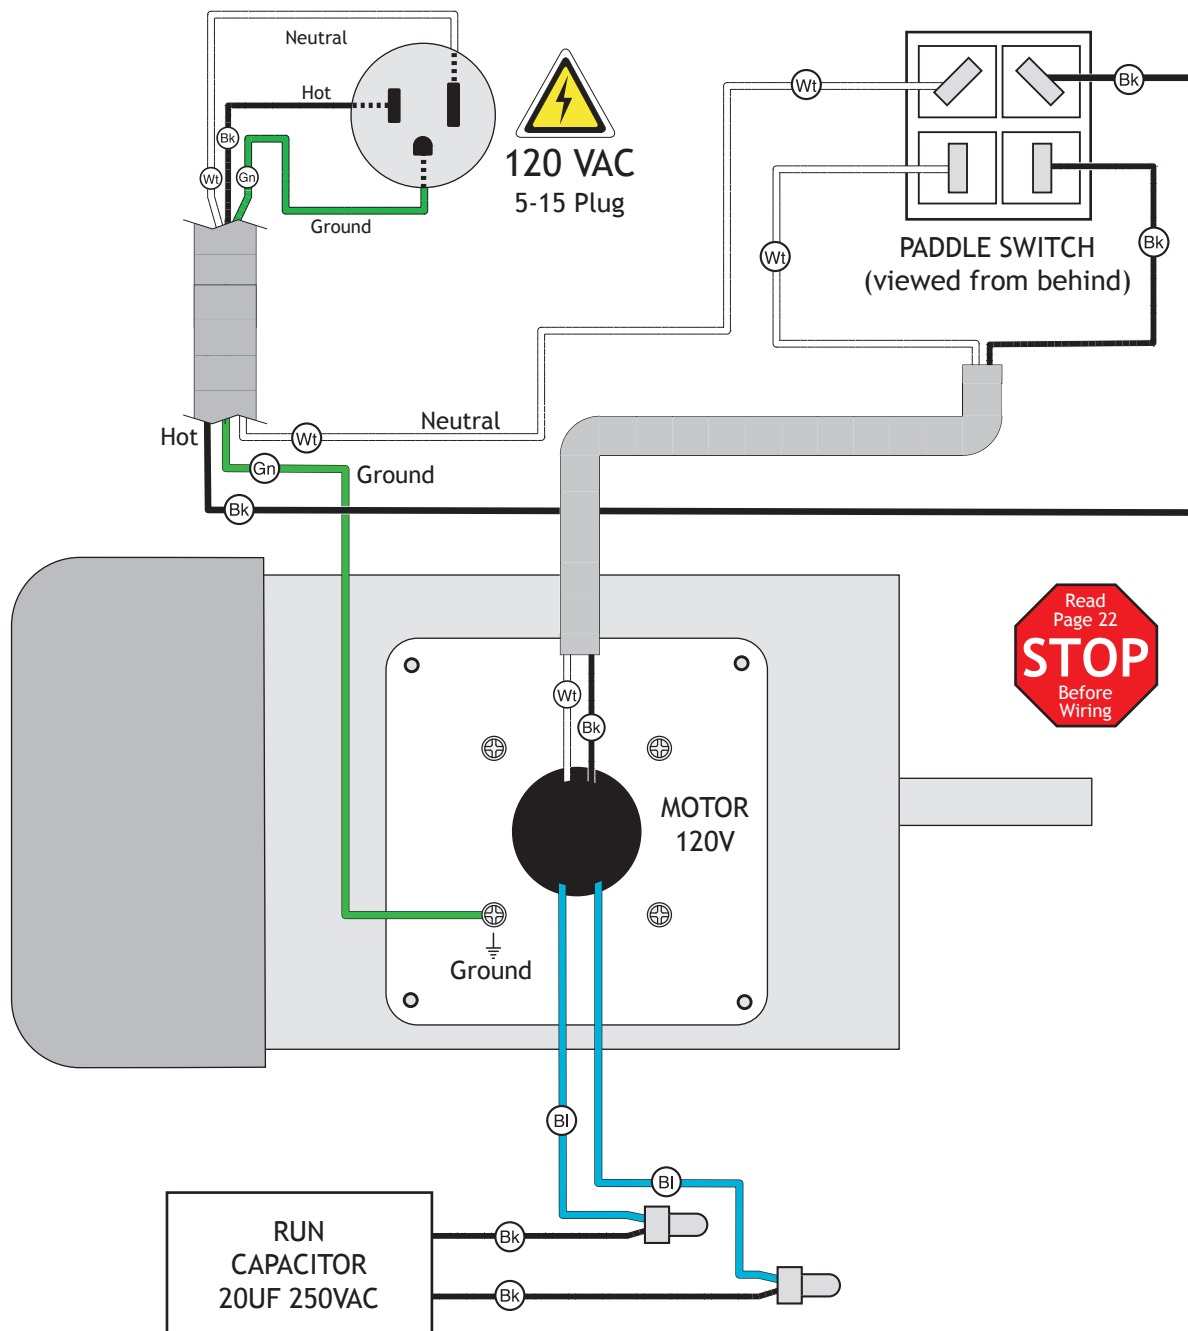 Neutral
Hot
Bk
Wt
Gn
Ground
120 VAC
5-15 Plug
Wt
Bk
PADDLE SWITCH
(viewed from behind)
Wt
Bk
Neutral
Hot
Wt
Gn
Ground
Bk
Read
Page 22
STOP
Before
Wiring
Wt
Bk
MOTOR
120V
Ground
Bl
Bl
RUN
CAPACITOR
20UF 250VAC
Bk
Bk